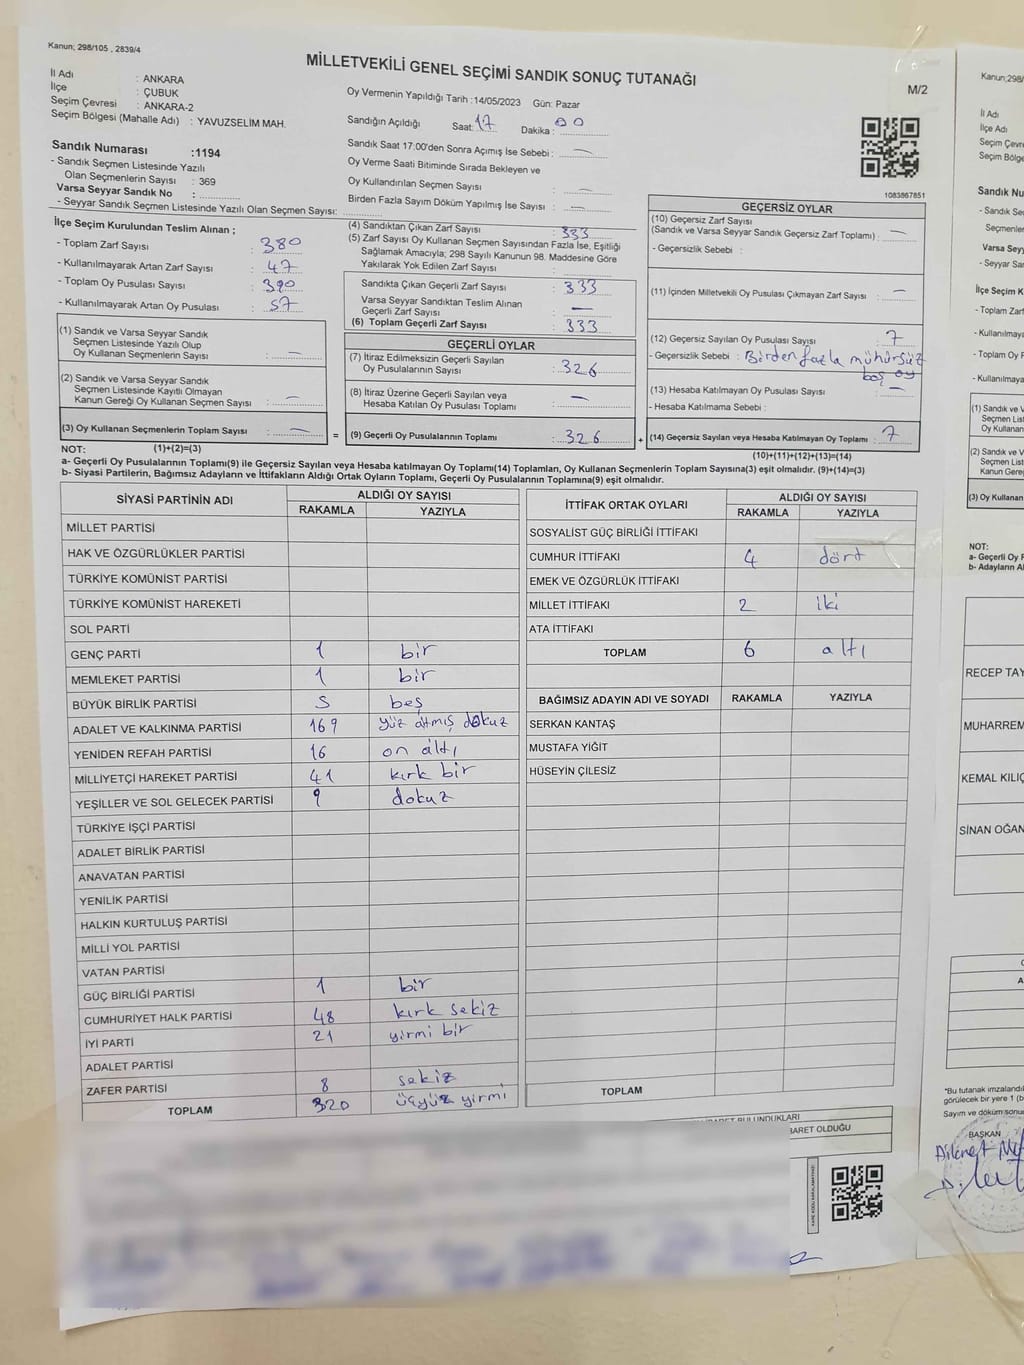 Kanun; 298/105 , 2839/4
MİLLETVEKİLİ GENEL SEÇİMİ SANDIK SONUÇ TUTANAĞI
M/2
İl Adı : ANKARA
İlçe : ÇUBUK
Seçim Çevresi : ANKARA-2
Seçim Bölgesi (Mahalle Adı) : YAVUZSELİM MAH.
Oy Vermenin Yapıldığı Tarih :14/05/2023 Gün: Pazar
Sandığın Açıldığı Saat: 17 Dakika : 00
Sandık Saat 17:00'den Sonra Açımış İse Sebebi : —
Oy Verme Saati Bitiminde Sırada Bekleyen ve
Oy Kullandırılan Seçmen Sayısı : —
Birden Fazla Sayım Döküm Yapılmış İse Sayısı : —
1083867851
Sandık Numarası :1194
- Sandık Seçmen Listesinde Yazılı
Olan Seçmenlerin Sayısı : 369
Varsa Seyyar Sandık No :
- Seyyar Sandık Seçmen Listesinde Yazılı Olan Seçmen Sayısı:
İlçe Seçim Kurulundan Teslim Alınan ;
- Toplam Zarf Sayısı : 380
- Kullanılmayarak Artan Zarf Sayısı : 47
- Toplam Oy Pusulası Sayısı : 390
- Kullanılmayarak Artan Oy Pusulası : 57
(1) Sandık ve Varsa Seyyar Sandık
Seçmen Listesinde Yazılı Olup
Oy Kullanan Seçmenlerin Sayısı : —
(2) Sandık ve Varsa Seyyar Sandık
Seçmen Listesinde Kayıtlı Olmayan
Kanun Gereği Oy Kullanan Seçmen Sayısı : —
(3) Oy Kullanan Seçmenlerin Toplam Sayısı : —
(1)+(2)=(3)
(4) Sandıktan Çıkan Zarf Sayısı : 333
(5) Zarf Sayısı Oy Kullanan Seçmen Sayısından Fazla İse, Eşitliği
Sağlamak Amacıyla; 298 Sayılı Kanunun 98. Maddesine Göre
Yakılarak Yok Edilen Zarf Sayısı :
Sandıkta Çıkan Geçerli Zarf Sayısı : 333
Varsa Seyyar Sandıktan Teslim Alınan
Geçerli Zarf Sayısı : —
(6) Toplam Geçerli Zarf Sayısı : 333
GEÇERLİ OYLAR
(7) İtiraz Edilmeksizin Geçerli Sayılan
Oy Pusulalarının Sayısı : 326
(8) İtiraz Üzerine Geçerli Sayılan veya
Hesaba Katılan Oy Pusulası Toplamı : —
= (9) Geçerli Oy Pusulalarının Toplamı : 326 +
GEÇERSİZ OYLAR
(10) Geçersiz Zarf Sayısı
(Sandık ve Varsa Seyyar Sandık Geçersiz Zarf Toplamı) : —
- Geçersizlik Sebebi :
(11) İçinden Milletvekili Oy Pusulası Çıkmayan Zarf Sayısı : —
(12) Geçersiz Sayılan Oy Pusulası Sayısı : 7
- Geçersizlik Sebebi : Birden fazla mühürsüz
boş oy
(13) Hesaba Katılmayan Oy Pusulası Sayısı : —
- Hesaba Katılmama Sebebi :
(14) Geçersiz Sayılan veya Hesaba Katılmayan Oy Toplamı : 7
(10)+(11)+(12)+(13)=(14)
NOT:
a- Geçerli Oy Pusulalarının Toplamı(9) ile Geçersiz Sayılan veya Hesaba katılmayan Oy Toplamı(14) Toplamları, Oy Kullanan Seçmenlerin Toplam Sayısına(3) eşit olmalıdır. (9)+(14)=(3)
b- Siyasi Partilerin, Bağımsız Adayların ve İttifakların Aldığı Ortak Oyların Toplamı, Geçerli Oy Pusulalarının Toplamına(9) eşit olmalıdır.
SİYASİ PARTİNİN ADI ALDIĞI OY SAYISI
RAKAMLA YAZIYLA
MİLLET PARTİSİ
HAK VE ÖZGÜRLÜKLER PARTİSİ
TÜRKİYE KOMÜNİST PARTİSİ
TÜRKİYE KOMÜNİST HAREKETİ
SOL PARTİ
GENÇ PARTİ 1 bir
MEMLEKET PARTİSİ 1 bir
BÜYÜK BİRLİK PARTİSİ 5 beş
ADALET VE KALKINMA PARTİSİ 169 yüz altmış dokuz
YENİDEN REFAH PARTİSİ 16 on altı
MİLLİYETÇİ HAREKET PARTİSİ 41 kırk bir
YEŞİLLER VE SOL GELECEK PARTİSİ 9 dokuz
TÜRKİYE İŞÇİ PARTİSİ
ADALET BİRLİK PARTİSİ
ANAVATAN PARTİSİ
YENİLİK PARTİSİ
HALKIN KURTULUŞ PARTİSİ
MİLLİ YOL PARTİSİ
VATAN PARTİSİ
GÜÇ BİRLİĞİ PARTİSİ 1 bir
CUMHURİYET HALK PARTİSİ 48 kırk sekiz
İYİ PARTİ 21 yirmi bir
ADALET PARTİSİ
ZAFER PARTİSİ 8 sekiz
TOPLAM 320 üçyüz yirmi
İTTİFAK ORTAK OYLARI ALDIĞI OY SAYISI
RAKAMLA YAZIYLA
SOSYALİST GÜÇ BİRLİĞİ İTTİFAKI
CUMHUR İTTİFAKI 4 dört
EMEK VE ÖZGÜRLÜK İTTİFAKI
MİLLET İTTİFAKI 2 iki
ATA İTTİFAKI
TOPLAM 6 altı
BAĞIMSIZ ADAYIN ADI VE SOYADI RAKAMLA YAZIYLA
SERKAN KANTAŞ
MUSTAFA YİĞİT
HÜSEYİN ÇİLESİZ
TOPLAM
BULUNDUKLARI
BARET OLDUĞU
Kanun;298/
İl Adı
İlçe Adı
Seçim Çevre
Seçim Bölge
Sandık Nu
- Sandık Seç
Seçmenler
Varsa Seyy
- Seyyar San
İlçe Seçim K
- Toplam Zarf
- Kullanılmaya
- Toplam Oy P
- Kullanılmaya
(1) Sandık ve V
Seçmen Li
Oy Kullanan
(2) Sandık ve V
Seçmen Lis
Kanun Gere
(3) Oy Kullanan
NOT:
a- Geçerli Oy P
b- Adayların Al
RECEP TAY
MUHARREM
KEMAL KILIÇ
SİNAN OĞAN
*Bu tutanak imzalandı
görülecek bir yere 1 (b
Sayım ve döküm sonu
BAŞKAN